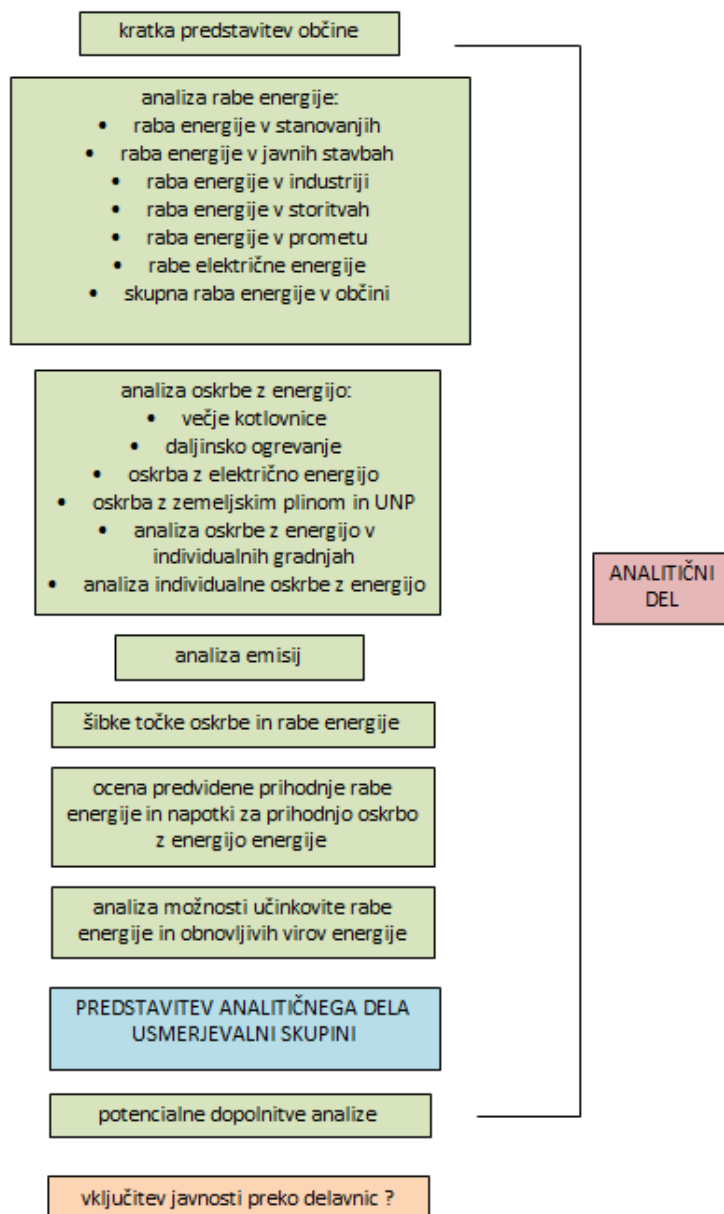 kratka predstavitev občine
analiza rabe energije:
• raba energije v stanovanjih
• raba energije v javnih stavbah
• raba energije v industriji
• raba energije v storitvah
• raba energije v prometu
• rabe električne energije
• skupna raba energije v občini
analiza oskrbe z energijo:
• večje kotlovnice
• daljinsko ogrevanje
• oskrba z električno energijo
• oskrba z zemeljskim plinom in UNP
• analiza oskrbe z energijo v
individualnih gradnjah
• analiza individualne oskrbe z energijo
ANALITIČNI
DEL
analiza emisij
šibke točke oskrbe in rabe energije
ocena predvidene prihodnje rabe
energije in napotki za prihodnjo oskrbo
z energijo energije
analiza možnosti učinkovite rabe
energije in obnovljivih virov energije
PREDSTAVITEV ANALITIČNEGA DELA
USMERJEVALNI SKUPINI
potencialne dopolnitve analize
vključitev javnosti preko delavnic ?